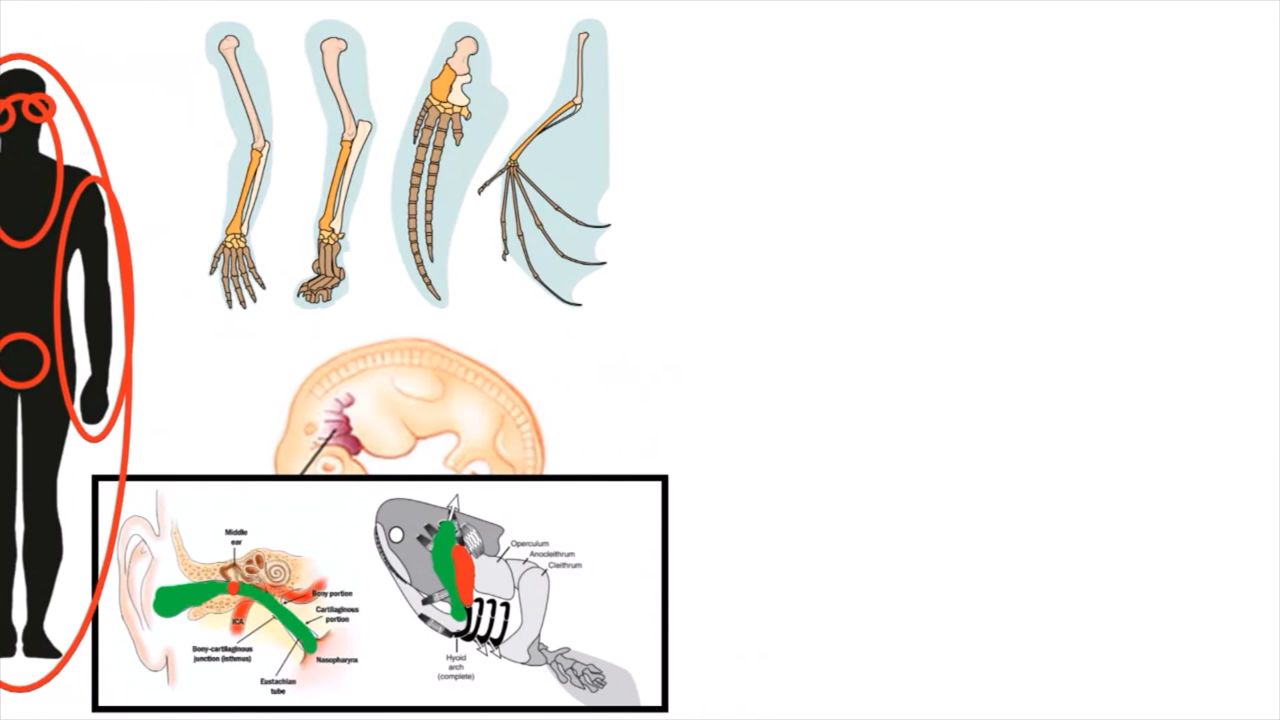 Middle
ear
Bony portion
Cartilaginous
portion
ICA
Bony-cartilaginous
junction (isthmus)
Nasopharynx
Eustachian
tube
Operculum
Anocleithrum
Cleithrum
Hyoid
arch
(complete)